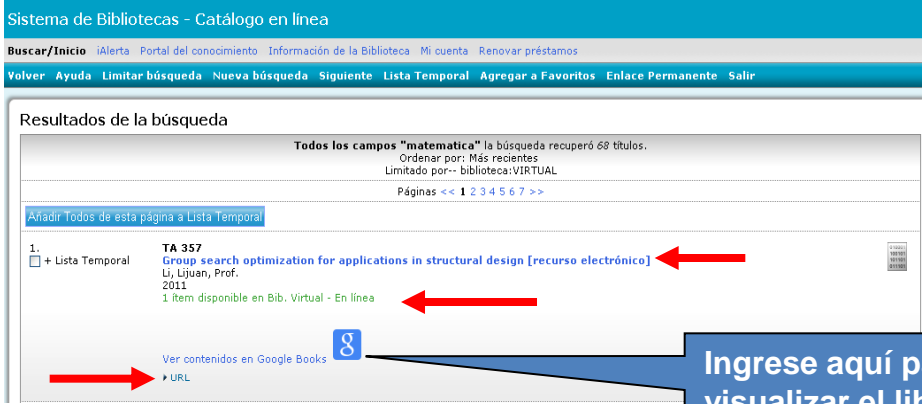 Sistema de Bibliotecas - Catálogo en línea
Buscar/Inicio iAlerta Portal del conocimiento Información de la Biblioteca Mi cuenta Renovar préstamos
Volver Ayuda Limitar búsqueda Nueva búsqueda Siguiente Lista Temporal Agregar a Favoritos Enlace Permanente Salir
Resultados de la búsqueda
Todos los campos "matematica" la búsqueda recuperó 68 títulos.
Ordenar por: Más recientes
Limitado por-- biblioteca:VIRTUAL
Páginas << 1 2 3 4 5 6 7 >>
Añadir Todos de esta página a Lista Temporal
1.
+ Lista Temporal
TA 357
Group search optimization for applications in structural design [recurso electrónico]
Li, Lijuan, Prof.
2011
1 ítem disponible en Bib. Virtual - En línea
Ver contenidos en Google Books
g
URL
Ingrese aquí p
visualizar el lib